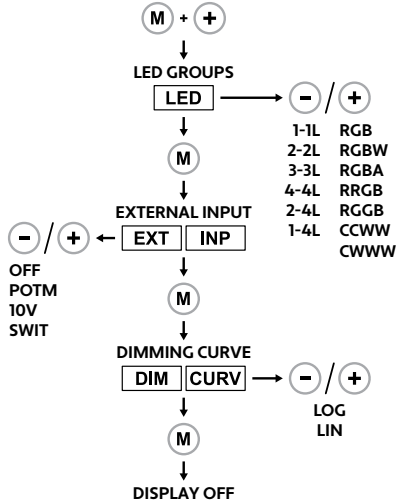 M + +
LED GROUPS
LED
- / +
1-1L RGB
2-2L RGBW
3-3L RGBA
4-4L RRGB
2-4L RGGB
1-4L CCWW
CWWW
M
EXTERNAL INPUT
- / + EXT INP
OFF
POTM
10V
SWIT
M
DIMMING CURVE
DIM CURV - / +
LOG
LIN
M
DISPLAY OFF